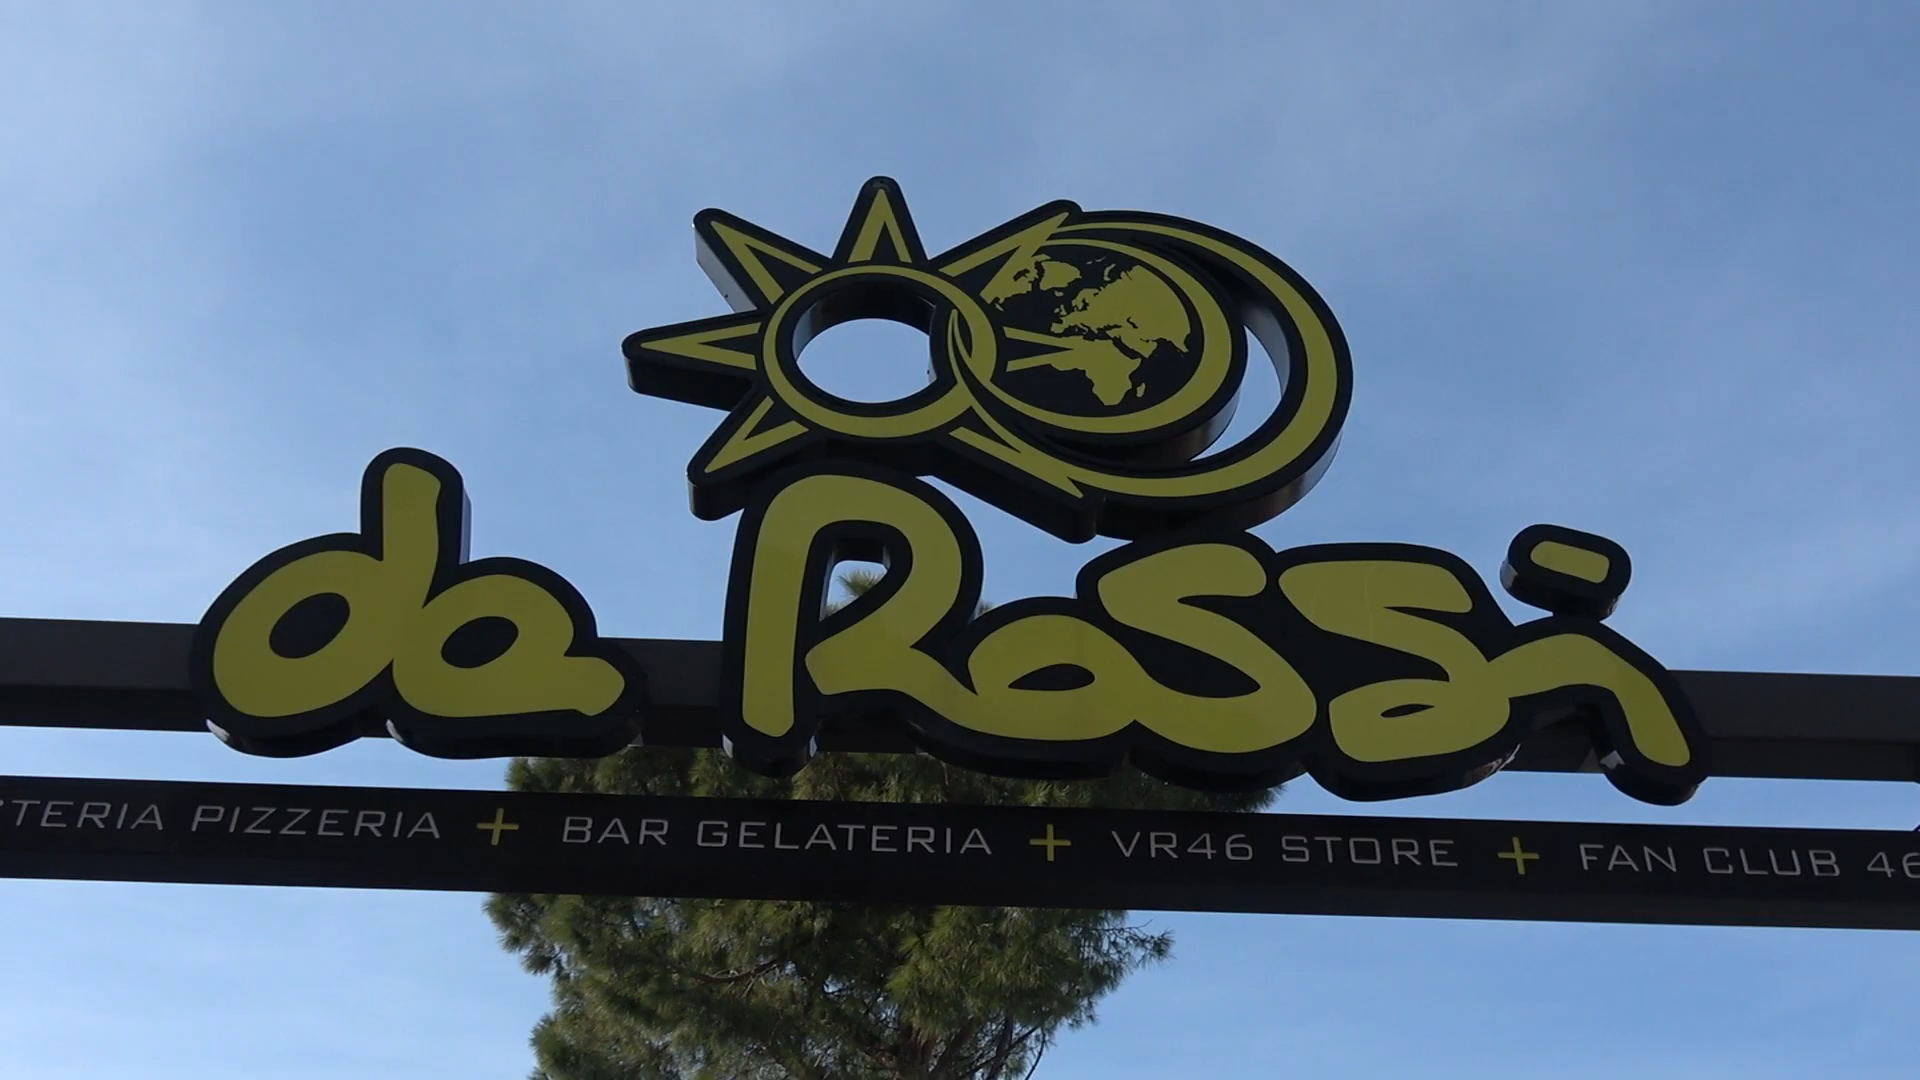 da Rossi
TERIA PIZZERIA + BAR GELATERIA + VR46 STORE + FAN CLUB 46